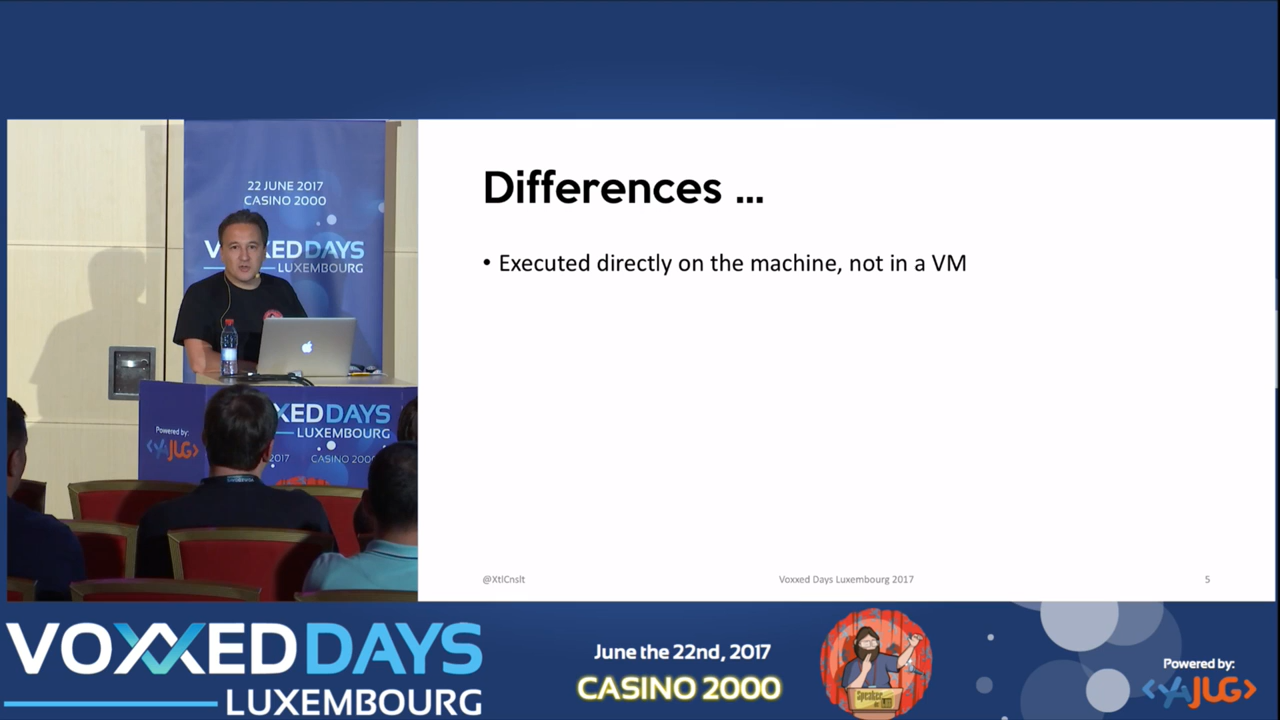 22 JUNE 2017
CASINO 2000
VOXXED DAYS
LUXEMBOURG
Powered by:
<YAJUG>
XED DAYS
LUXEMBOURG
2017
CASINO 2000
Differences ...
• Executed directly on the machine, not in a VM
@XtlCnslt
Voxxed Days Luxembourg 2017
5
VOXXED DAYS
LUXEMBOURG
June the 22nd, 2017
CASINO 2000
Speaker
Powered by:
<YAJUG>